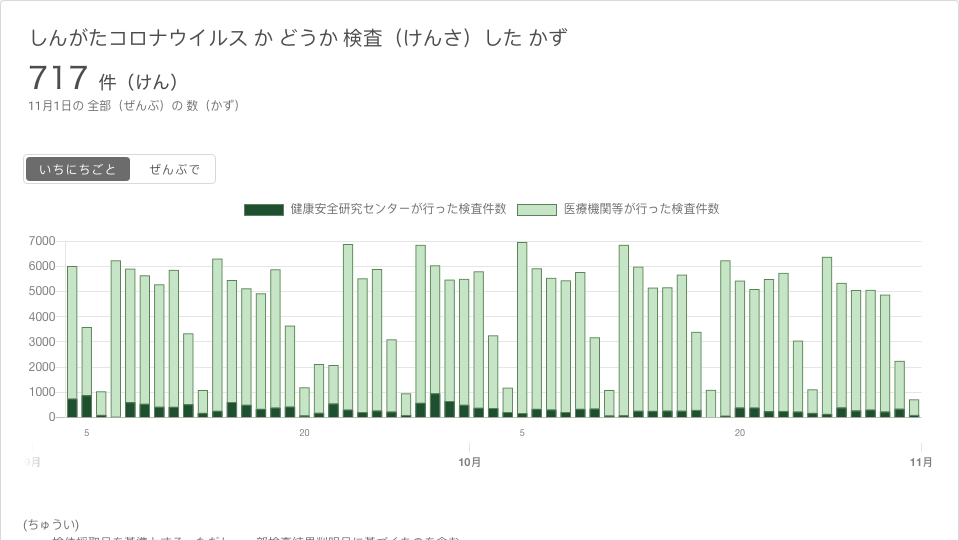 しんがたコロナウイルス か どうか 検査（けんさ）した かず
717 件（けん）
11月1日の 全部（ぜんぶ）の 数（かず）
いちにちごと ぜんぶで
健康安全研究センターが行った検査件数 医療機関等が行った検査件数
7000
6000
5000
4000
3000
2000
1000
0
5 20 5 20
月 10月 11月
(ちゅうい)